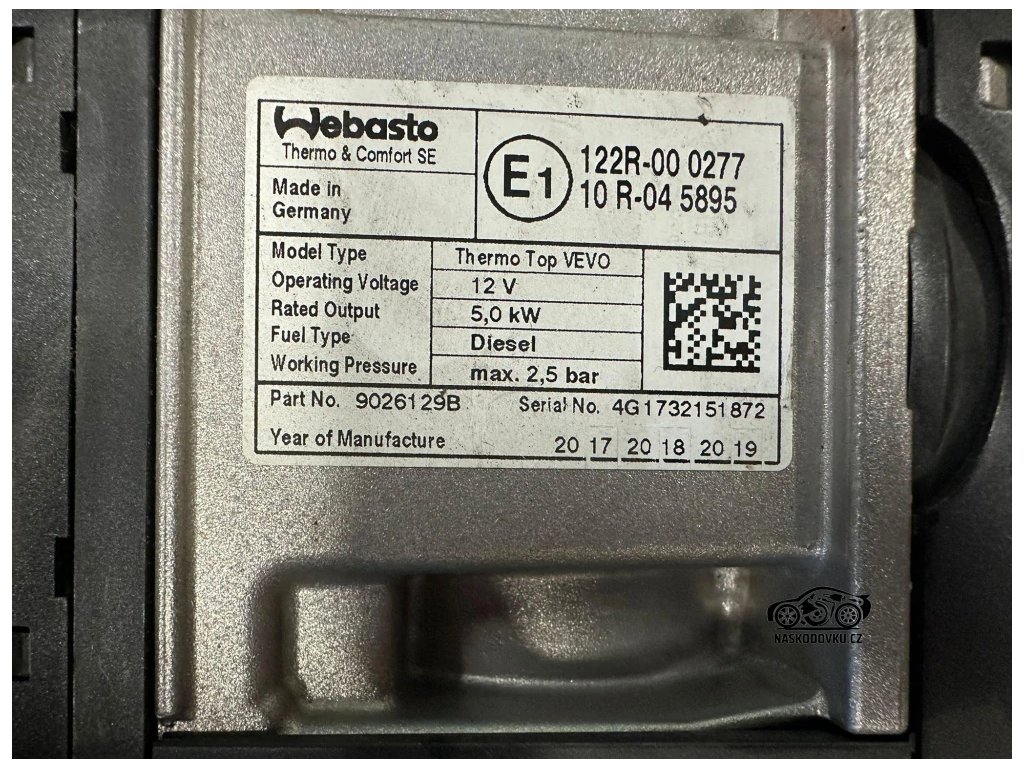 Webasto
Thermo & Comfort SE
Made in
Germany
E1
122R-00 0277
10 R-04 5895
Model Type Thermo Top VEVO
Operating Voltage 12 V
Rated Output 5,0 kW
Fuel Type Diesel
Working Pressure max. 2,5 bar
Part No. 9026129B Serial No. 4G1732151872
Year of Manufacture 20 17 20 18 20 19
NASKODOVKU.CZ